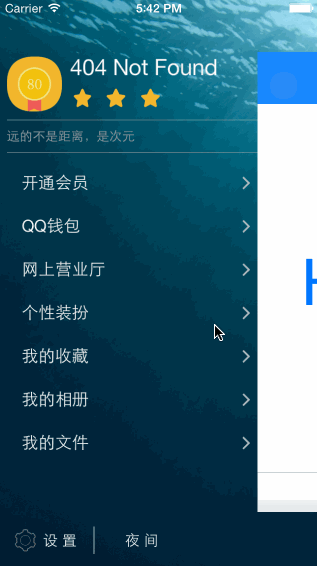 Carrier 5:42 PM
80
404 Not Found
远的不是距离，是次元
开通会员
QQ钱包
网上营业厅
个性装扮
我的收藏
我的相册
我的文件
设 置 夜 间